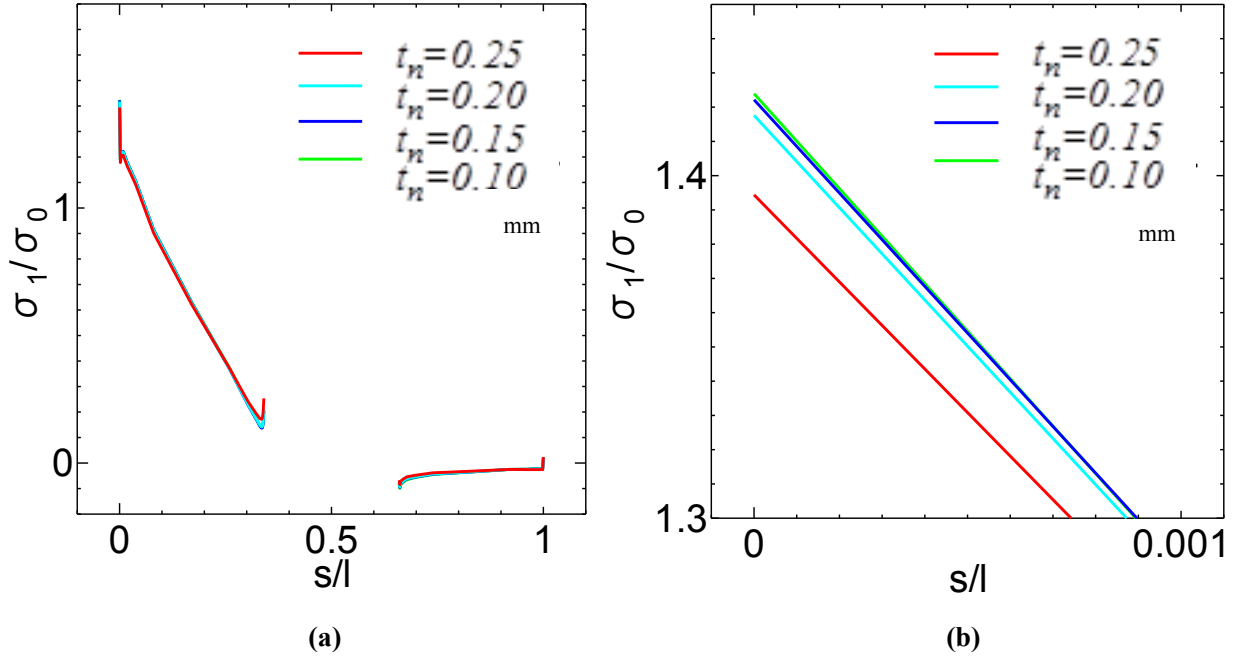 t_n=0.25
t_n=0.20
t_n=0.15
t_n=0.10
mm
σ_1/σ_0
1
0
0 0.5 1
s/l
(a)
t_n=0.25
t_n=0.20
t_n=0.15
t_n=0.10
mm
σ_1/σ_0
1.4
1.3
0 0.001
s/l
(b)